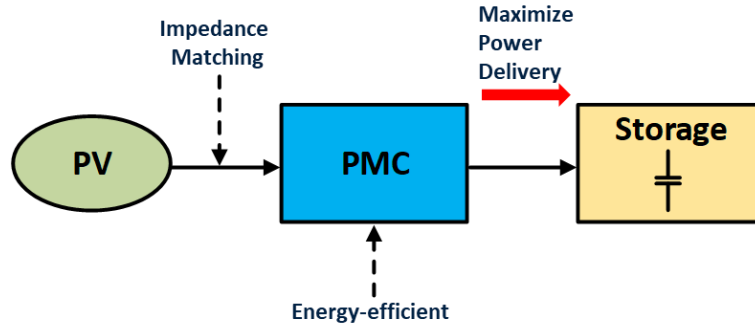 Impedance
Matching
Maximize
Power
Delivery
PV
PMC
Storage
Energy-efficient